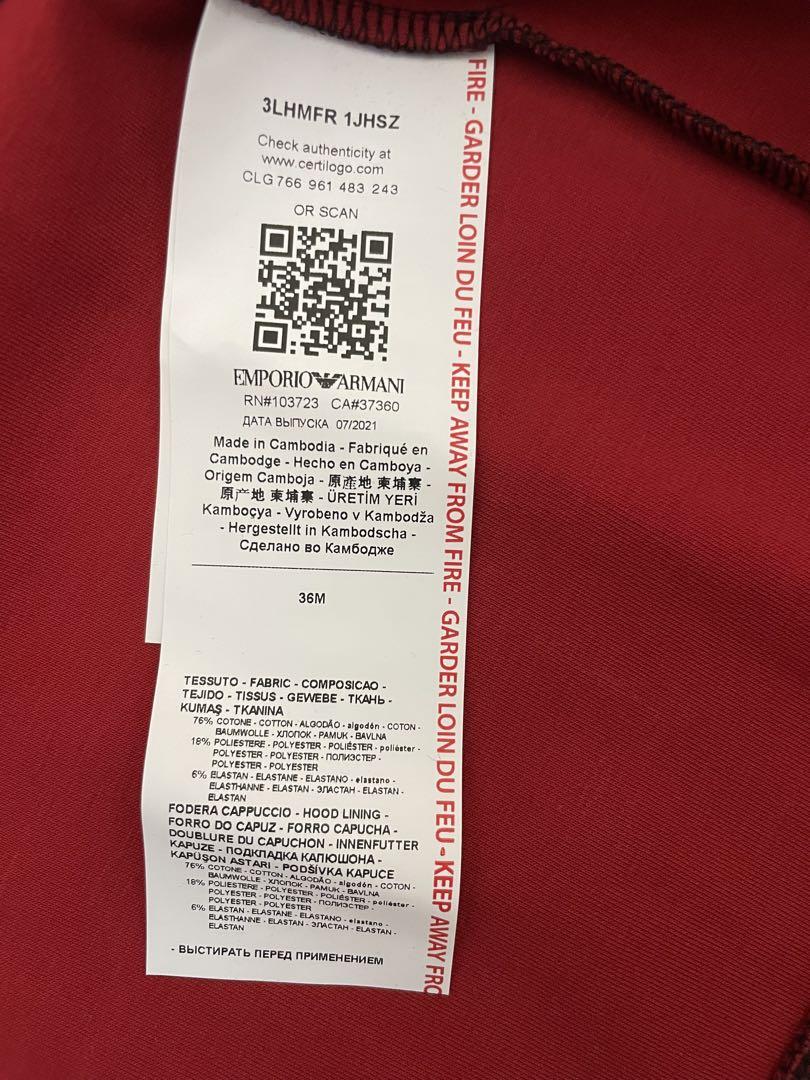 3LHMFR 1JHSZ
Check authenticity at
www.certilogo.com
CLG 766 961 483 243
OR SCAN
EMPORIO ARMANI
RN#103723 CA#37360
ДАТА ВЫПУСКА 07/2021
Made in Cambodia - Fabriqué en
Cambodge - Hecho en Camboya -
Origem Camboja - 原產地 柬埔寨 -
原产地 柬埔寨 - ÜRETİM YERİ
Kamboçya - Vyrobeno v Kambodža
- Hergestellt in Kambodscha -
Сделано во Камбодже
36M
TESSUTO - FABRIC - COMPOSICAO -
TEJIDO - TISSUS - GEWEBE - ТКАНЬ -
KUMAŞ - TKANINA
76% COTONE - COTTON - ALGODÃO - algodón - COTON -
BAUMWOLLE - ХЛОПОК - PAMUK - BAVLNA
18% POLIESTERE - POLYESTER - POLIÉSTER - poliéster -
POLYESTER - POLYESTER - ПОЛИЭСТЕР -
POLYESTER - POLYESTER
6% ELASTAN - ELASTANE - ELASTANO - elastano -
ELASTHANNE - ELASTAN - ЭЛАСТАН - ELASTAN -
ELASTAN
FODERA CAPPUCCIO - HOOD LINING -
FORRO DO CAPUZ - FORRO CAPUCHA -
DOUBLURE DU CAPUCHON - INNENFUTTER
KAPUZE - ПОДКЛАДКА КАПЮШОНА -
KAPÜŞON ASTARI - PODŠÍVKA KAPUCE
76% COTONE - COTTON - ALGODÃO - algodón - COTON -
BAUMWOLLE - ХЛОПОК - PAMUK - BAVLNA
18% POLIESTERE - POLYESTER - POLIÉSTER - poliéster -
POLYESTER - POLYESTER - ПОЛИЭСТЕР -
POLYESTER - POLYESTER
6% ELASTAN - ELASTANE - ELASTANO - elastano -
ELASTHANNE - ELASTAN - ЭЛАСТАН - ELASTAN -
ELASTAN
- ВЫСТИРАТЬ ПЕРЕД ПРИМЕНЕНИЕМ
FIRE - GARDER LOIN DU FEU - KEEP AWAY FROM FIRE - GARDER LOIN DU FEU - KEEP AWAY FRO